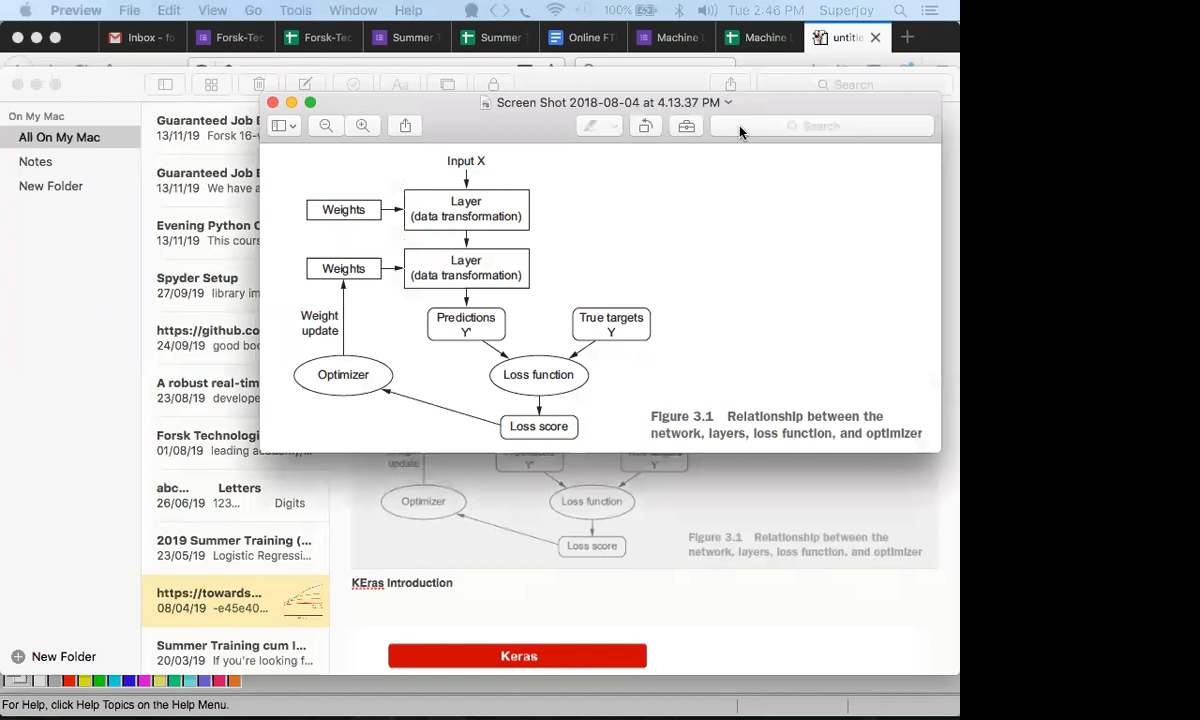 Preview File Edit View Go Tools Window Help 100% Tue 2:46 PM Superjoy
Inbox - fo Forsk-Tec Forsk-Tec Summer T Summer Online FT Machine L Machine L untitle
Search
Screen Shot 2018-08-04 at 4.13.37 PM
Search
On My Mac
All On My Mac
Notes
New Folder
New Folder
Guaranteed Job E
13/11/19 Forsk 16-v
Guaranteed Job E
13/11/19 We have a
Evening Python C
13/11/19 This cours
Spyder Setup
27/09/19 library im
https://github.co
24/09/19 good boo
A robust real-tim
23/08/19 develope
Forsk Technologi
01/08/19 leading academy/...
abc... Letters
26/06/19 123... Digits
2019 Summer Training (...
23/05/19 Logistic Regressi...
https://towards...
08/04/19 -e45e40...
Summer Training cum I...
20/03/19 If you're looking f...
Input X
Weights
Layer
(data transformation)
Weights
Layer
(data transformation)
Weight
update
Predictions
Y'
True targets
Y
Optimizer
Loss function
Loss score
Figure 3.1 Relationship between the
network, layers, loss function, and optimizer
update
Y'
Y
Optimizer
Loss function
Loss score
Figure 3.1 Relationship between the
network, layers, loss function, and optimizer
KEras Introduction
Keras
For Help, click Help Topics on the Help Menu.